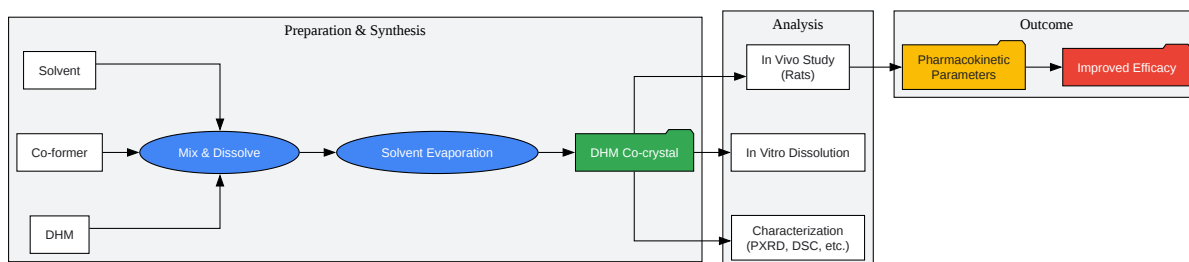 Preparation & Synthesis
Solvent
Co-former
DHM
Mix & Dissolve
Solvent Evaporation
DHM Co-crystal
Analysis
In Vivo Study
(Rats)
In Vitro Dissolution
Characterization
(PXRD, DSC, etc.)
Outcome
Pharmacokinetic
Parameters
Improved Efficacy